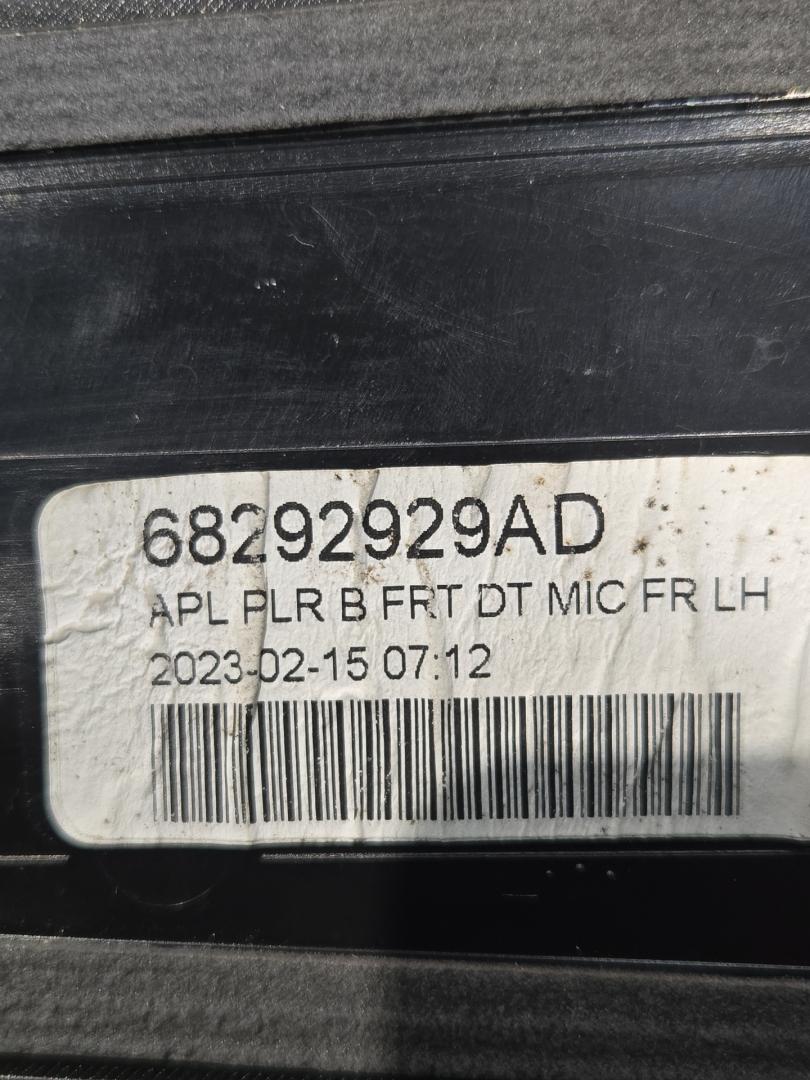 68292929AD
APL PLR B FRT DT MIC FR LH
2023-02-15 07:12